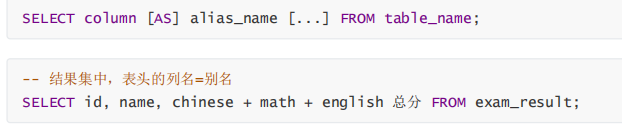 SELECT column [AS] alias_name [...] FROM table_name;
-- 结果集中，表头的列名=别名
SELECT id, name, chinese + math + english 总分 FROM exam_result;